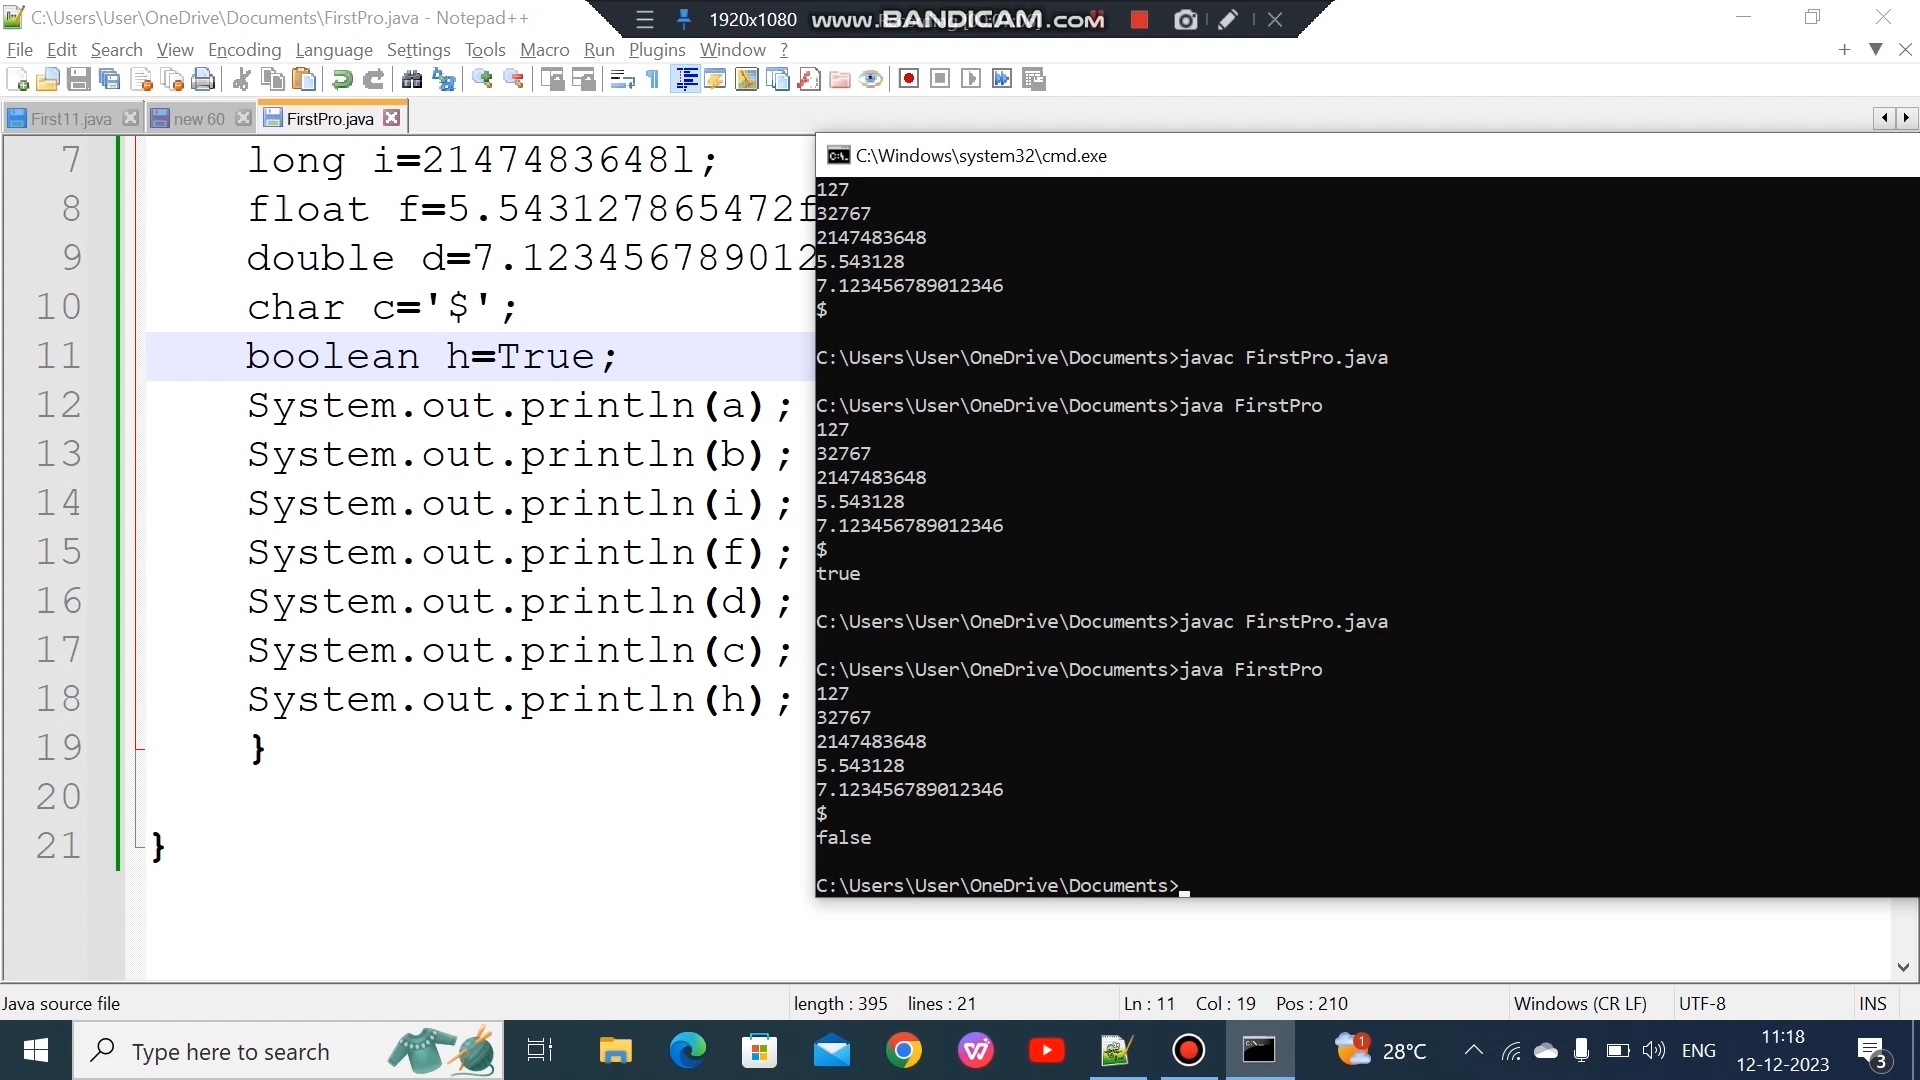 C:\Users\User\OneDrive\Documents\FirstPro.java - Notepad++
1920x1080
www.BANDICAM.com
File Edit Search View Encoding Language Settings Tools Macro Run Plugins Window ?
First11.java
new 60
FirstPro.java
7 long i=2147483648l;
8 float f=5.543127865472f
9 double d=7.123456789012
10 char c='$';
11 boolean h=True;
12 System.out.println(a);
13 System.out.println(b);
14 System.out.println(i);
15 System.out.println(f);
16 System.out.println(d);
17 System.out.println(c);
18 System.out.println(h);
19 }
20
21 }
C:\Windows\system32\cmd.exe
127
32767
2147483648
5.543128
7.123456789012346
$
C:\Users\User\OneDrive\Documents>javac FirstPro.java
C:\Users\User\OneDrive\Documents>java FirstPro
127
32767
2147483648
5.543128
7.123456789012346
$
true
C:\Users\User\OneDrive\Documents>javac FirstPro.java
C:\Users\User\OneDrive\Documents>java FirstPro
127
32767
2147483648
5.543128
7.123456789012346
$
false
C:\Users\User\OneDrive\Documents>
Java source file
length : 395 lines : 21
Ln : 11 Col : 19 Pos : 210
Windows (CR LF)
UTF-8
INS
Type here to search
1
28°C
ENG
11:18
12-12-2023
3